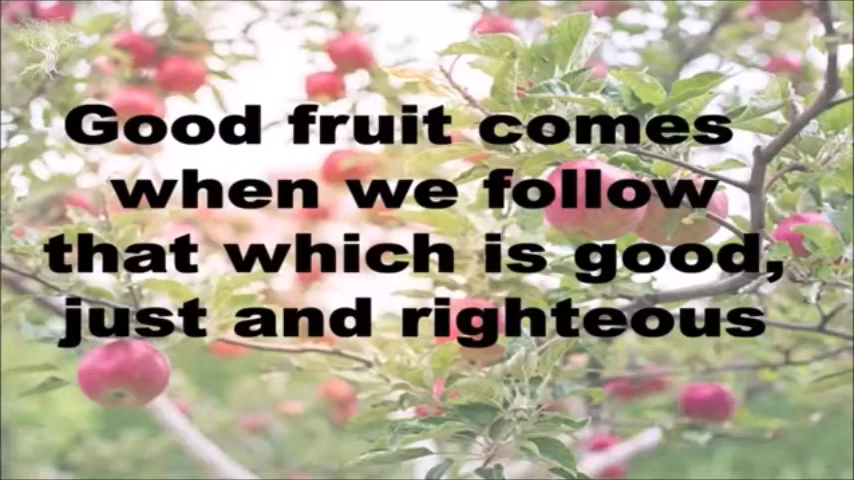 Good fruit comes
when we follow
that which is good,
just and righteous